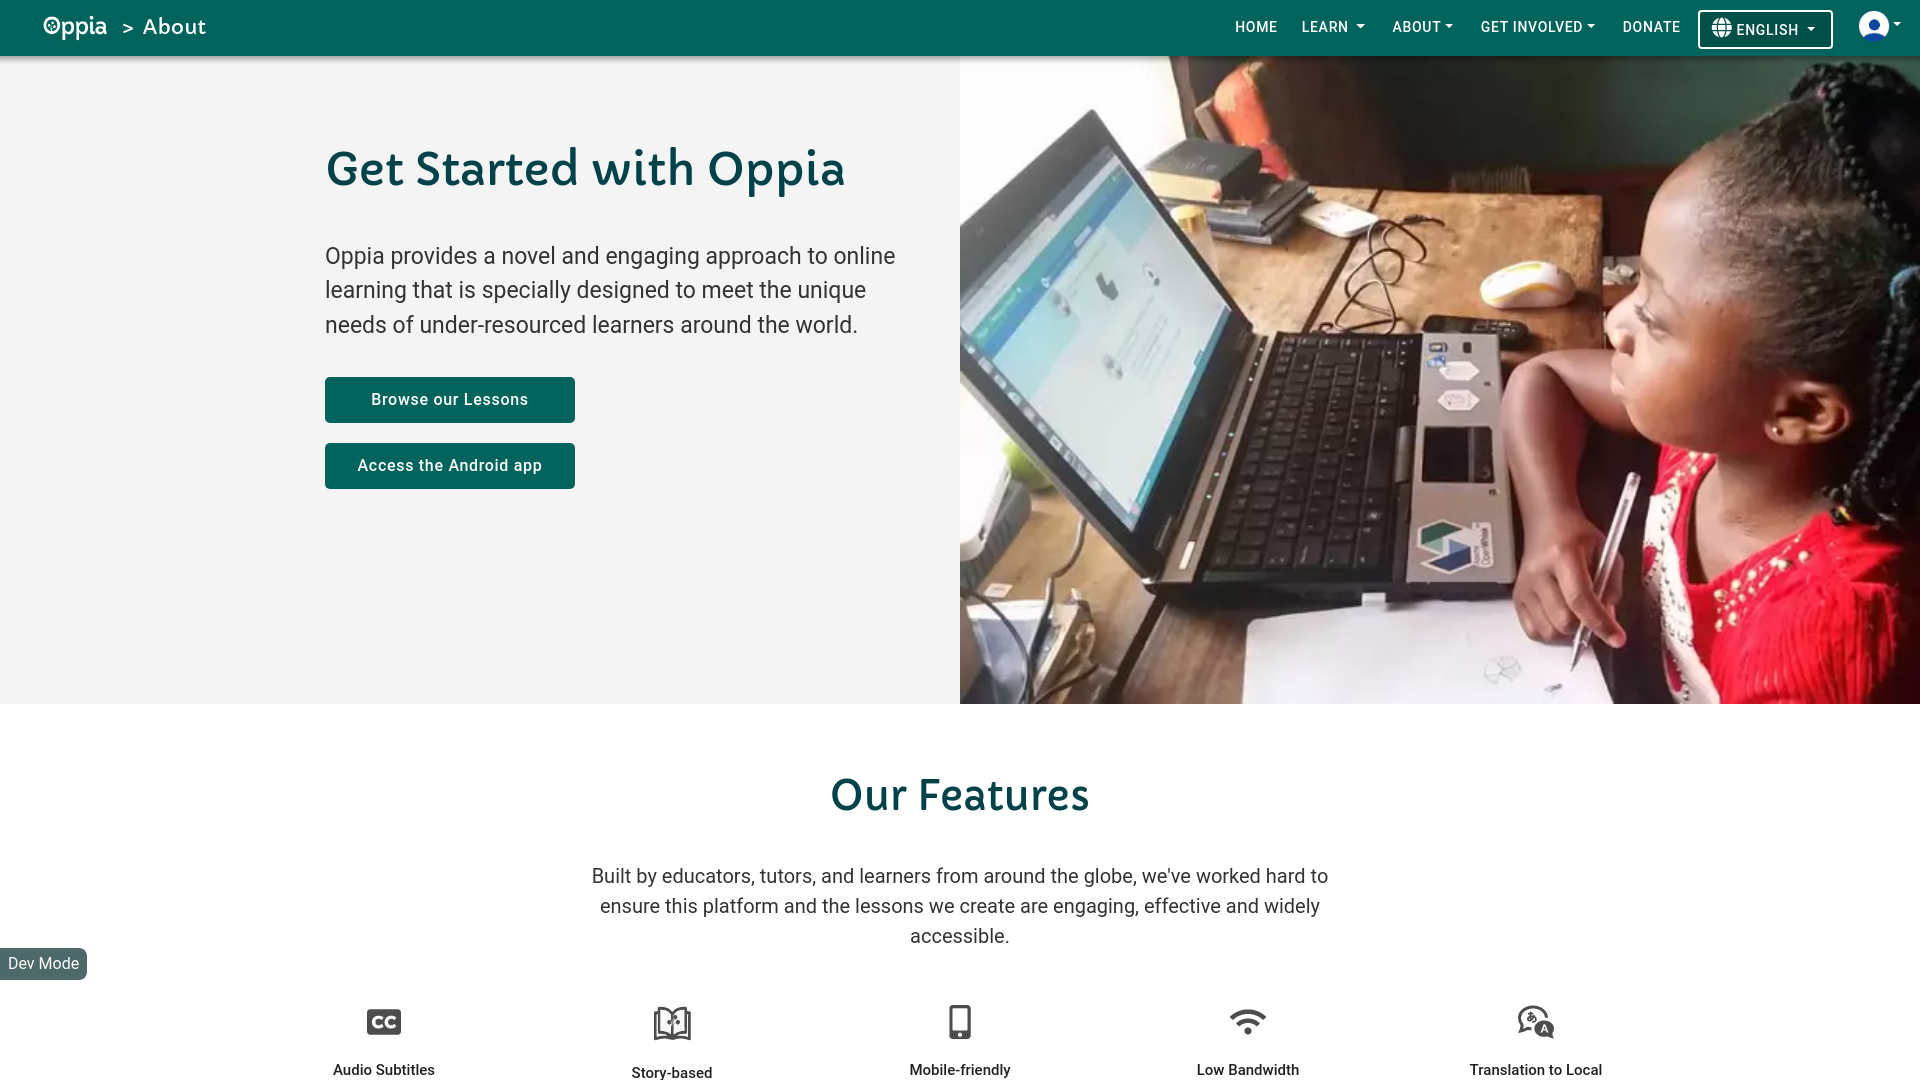 Oppia > About
HOME LEARN ABOUT GET INVOLVED DONATE ENGLISH
Get Started with Oppia
Oppia provides a novel and engaging approach to online
learning that is specially designed to meet the unique
needs of under-resourced learners around the world.
Browse our Lessons
Access the Android app
Our Features
Built by educators, tutors, and learners from around the globe, we've worked hard to
ensure this platform and the lessons we create are engaging, effective and widely
accessible.
Dev Mode
CC
あ A
Audio Subtitles
Story-based
Mobile-friendly
Low Bandwidth
Translation to Local